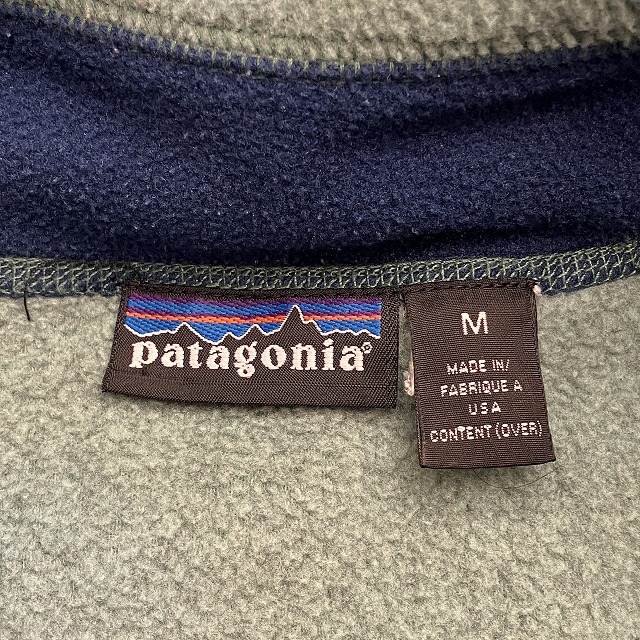 patagonia®
M
MADE IN/
FABRIQUE A
USA
CONTENT (OVER)